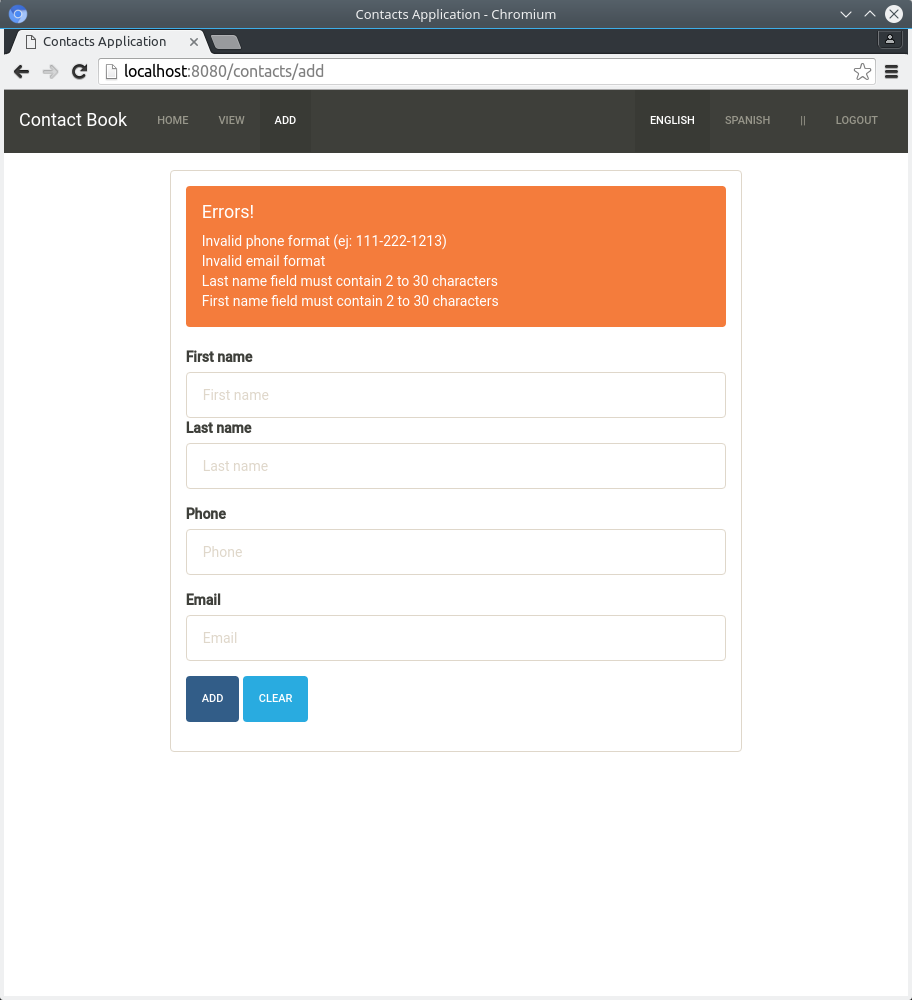 Contacts Application - Chromium
Contacts Application
localhost:8080/contacts/add
Contact Book HOME VIEW ADD ENGLISH SPANISH || LOGOUT
Errors!
Invalid phone format (ej: 111-222-1213)
Invalid email format
Last name field must contain 2 to 30 characters
First name field must contain 2 to 30 characters
First name
First name
Last name
Last name
Phone
Phone
Email
Email
ADD CLEAR